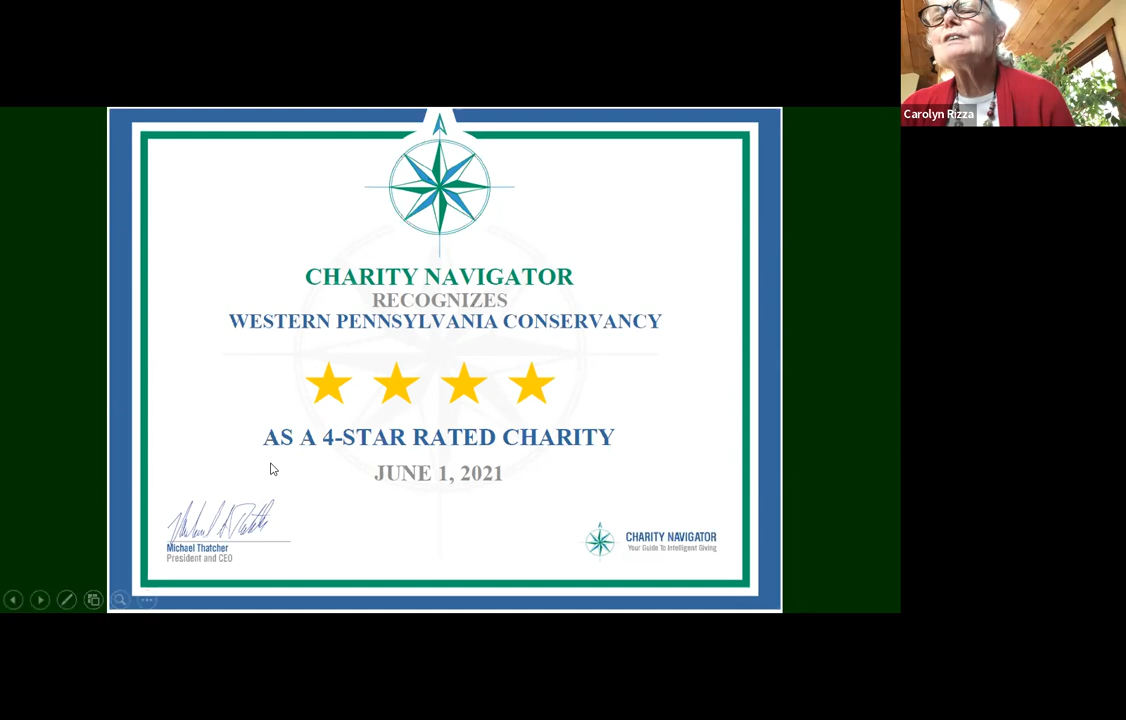 Carolyn Rizza
CHARITY NAVIGATOR
RECOGNIZES
WESTERN PENNSYLVANIA CONSERVANCY
AS A 4-STAR RATED CHARITY
JUNE 1, 2021
Michael Thatcher
President and CEO
CHARITY NAVIGATOR
Your Guide To Intelligent Giving